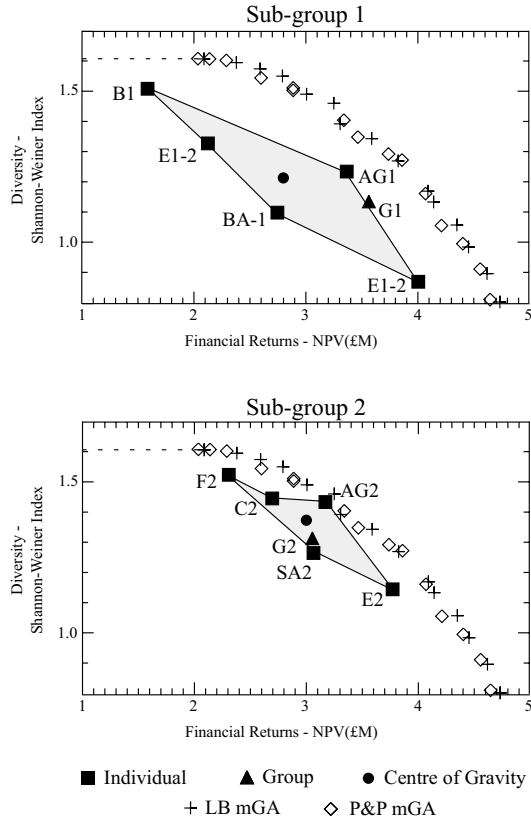 Sub-group 1
Diversity -
Shannon-Weiner Index
1.5
1.0
B1
E1-2
BA-1
AG1
G1
E1-2
1 2 3 4 5
Financial Returns - NPV(£M)
Sub-group 2
Diversity -
Shannon-Weiner Index
1.5
1.0
F2
C2
AG2
G2
SA2
E2
1 2 3 4 5
Financial Returns - NPV(£M)
Individual Group Centre of Gravity
LB mGA P&P mGA